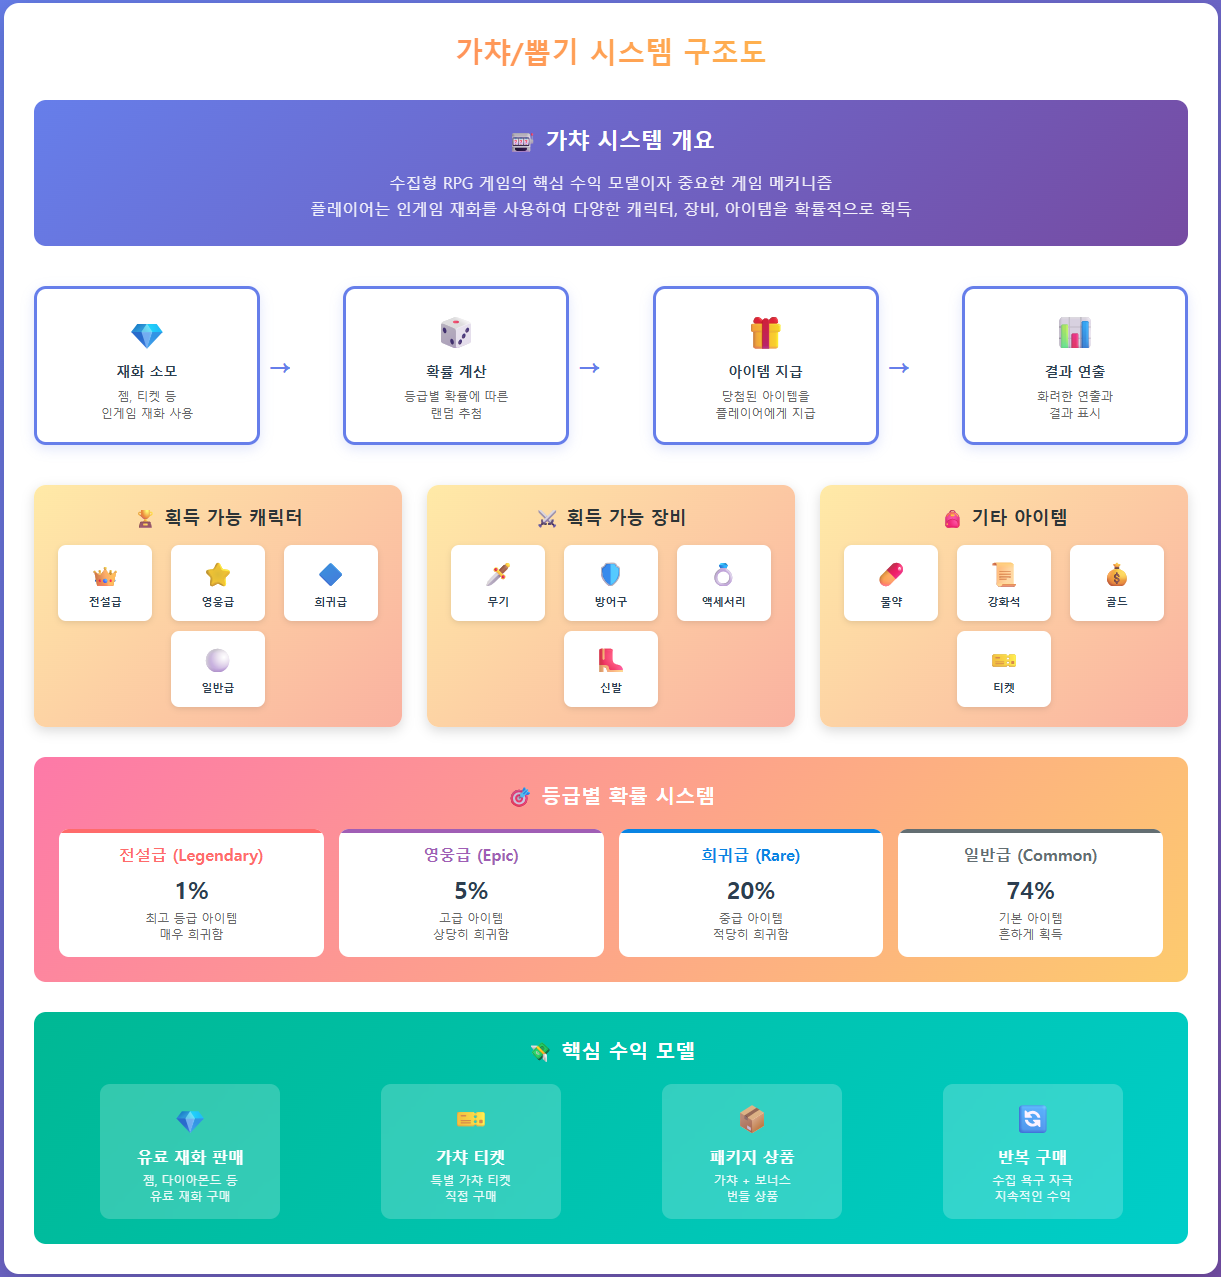 가챠/뽑기 시스템 구조도
가챠 시스템 개요
수집형 RPG 게임의 핵심 수익 모델이자 중요한 게임 메커니즘
플레이어는 인게임 재화를 사용하여 다양한 캐릭터, 장비, 아이템을 확률적으로 획득
재화 소모
젬, 티켓 등
인게임 재화 사용
→
확률 계산
등급별 확률에 따른
랜덤 추첨
→
아이템 지급
당첨된 아이템을
플레이어에게 지급
→
결과 연출
화려한 연출과
결과 표시
획득 가능 캐릭터
전설급
영웅급
희귀급
일반급
획득 가능 장비
무기
방어구
액세서리
신발
기타 아이템
물약
강화석
골드
티켓
등급별 확률 시스템
전설급 (Legendary)
1%
최고 등급 아이템
매우 희귀함
영웅급 (Epic)
5%
고급 아이템
상당히 희귀함
희귀급 (Rare)
20%
중급 아이템
적당히 희귀함
일반급 (Common)
74%
기본 아이템
흔하게 획득
핵심 수익 모델
유료 재화 판매
젬, 다이아몬드 등
유료 재화 구매
가챠 티켓
특별 가챠 티켓
직접 구매
패키지 상품
가챠 + 보너스
번들 상품
반복 구매
수집 욕구 자극
지속적인 수익